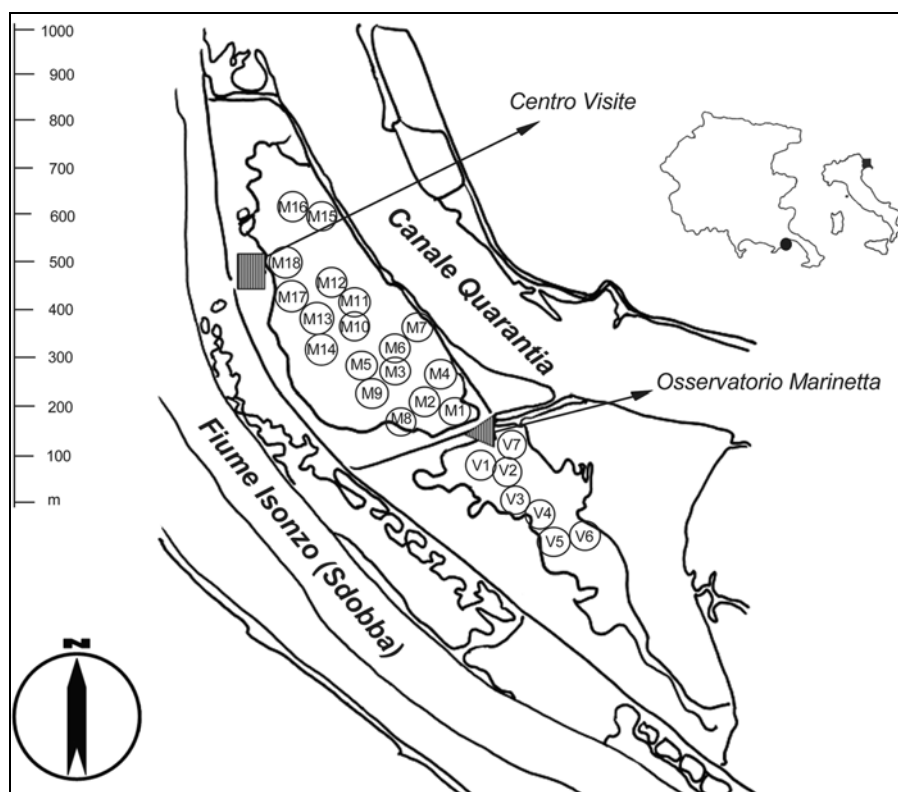 1000
900
800
700
600
500
400
300
200
100
m
Centro Visite
Canale Quarantia
Osservatorio Marinetta
Fiume Isonzo (Sdobba)
M16
M15
M18
M12
M17
M11
M13
M10
M7
M14
M6
M5
M3
M4
M9
M2
M1
M8
V7
V1
V2
V3
V4
V5
V6
N